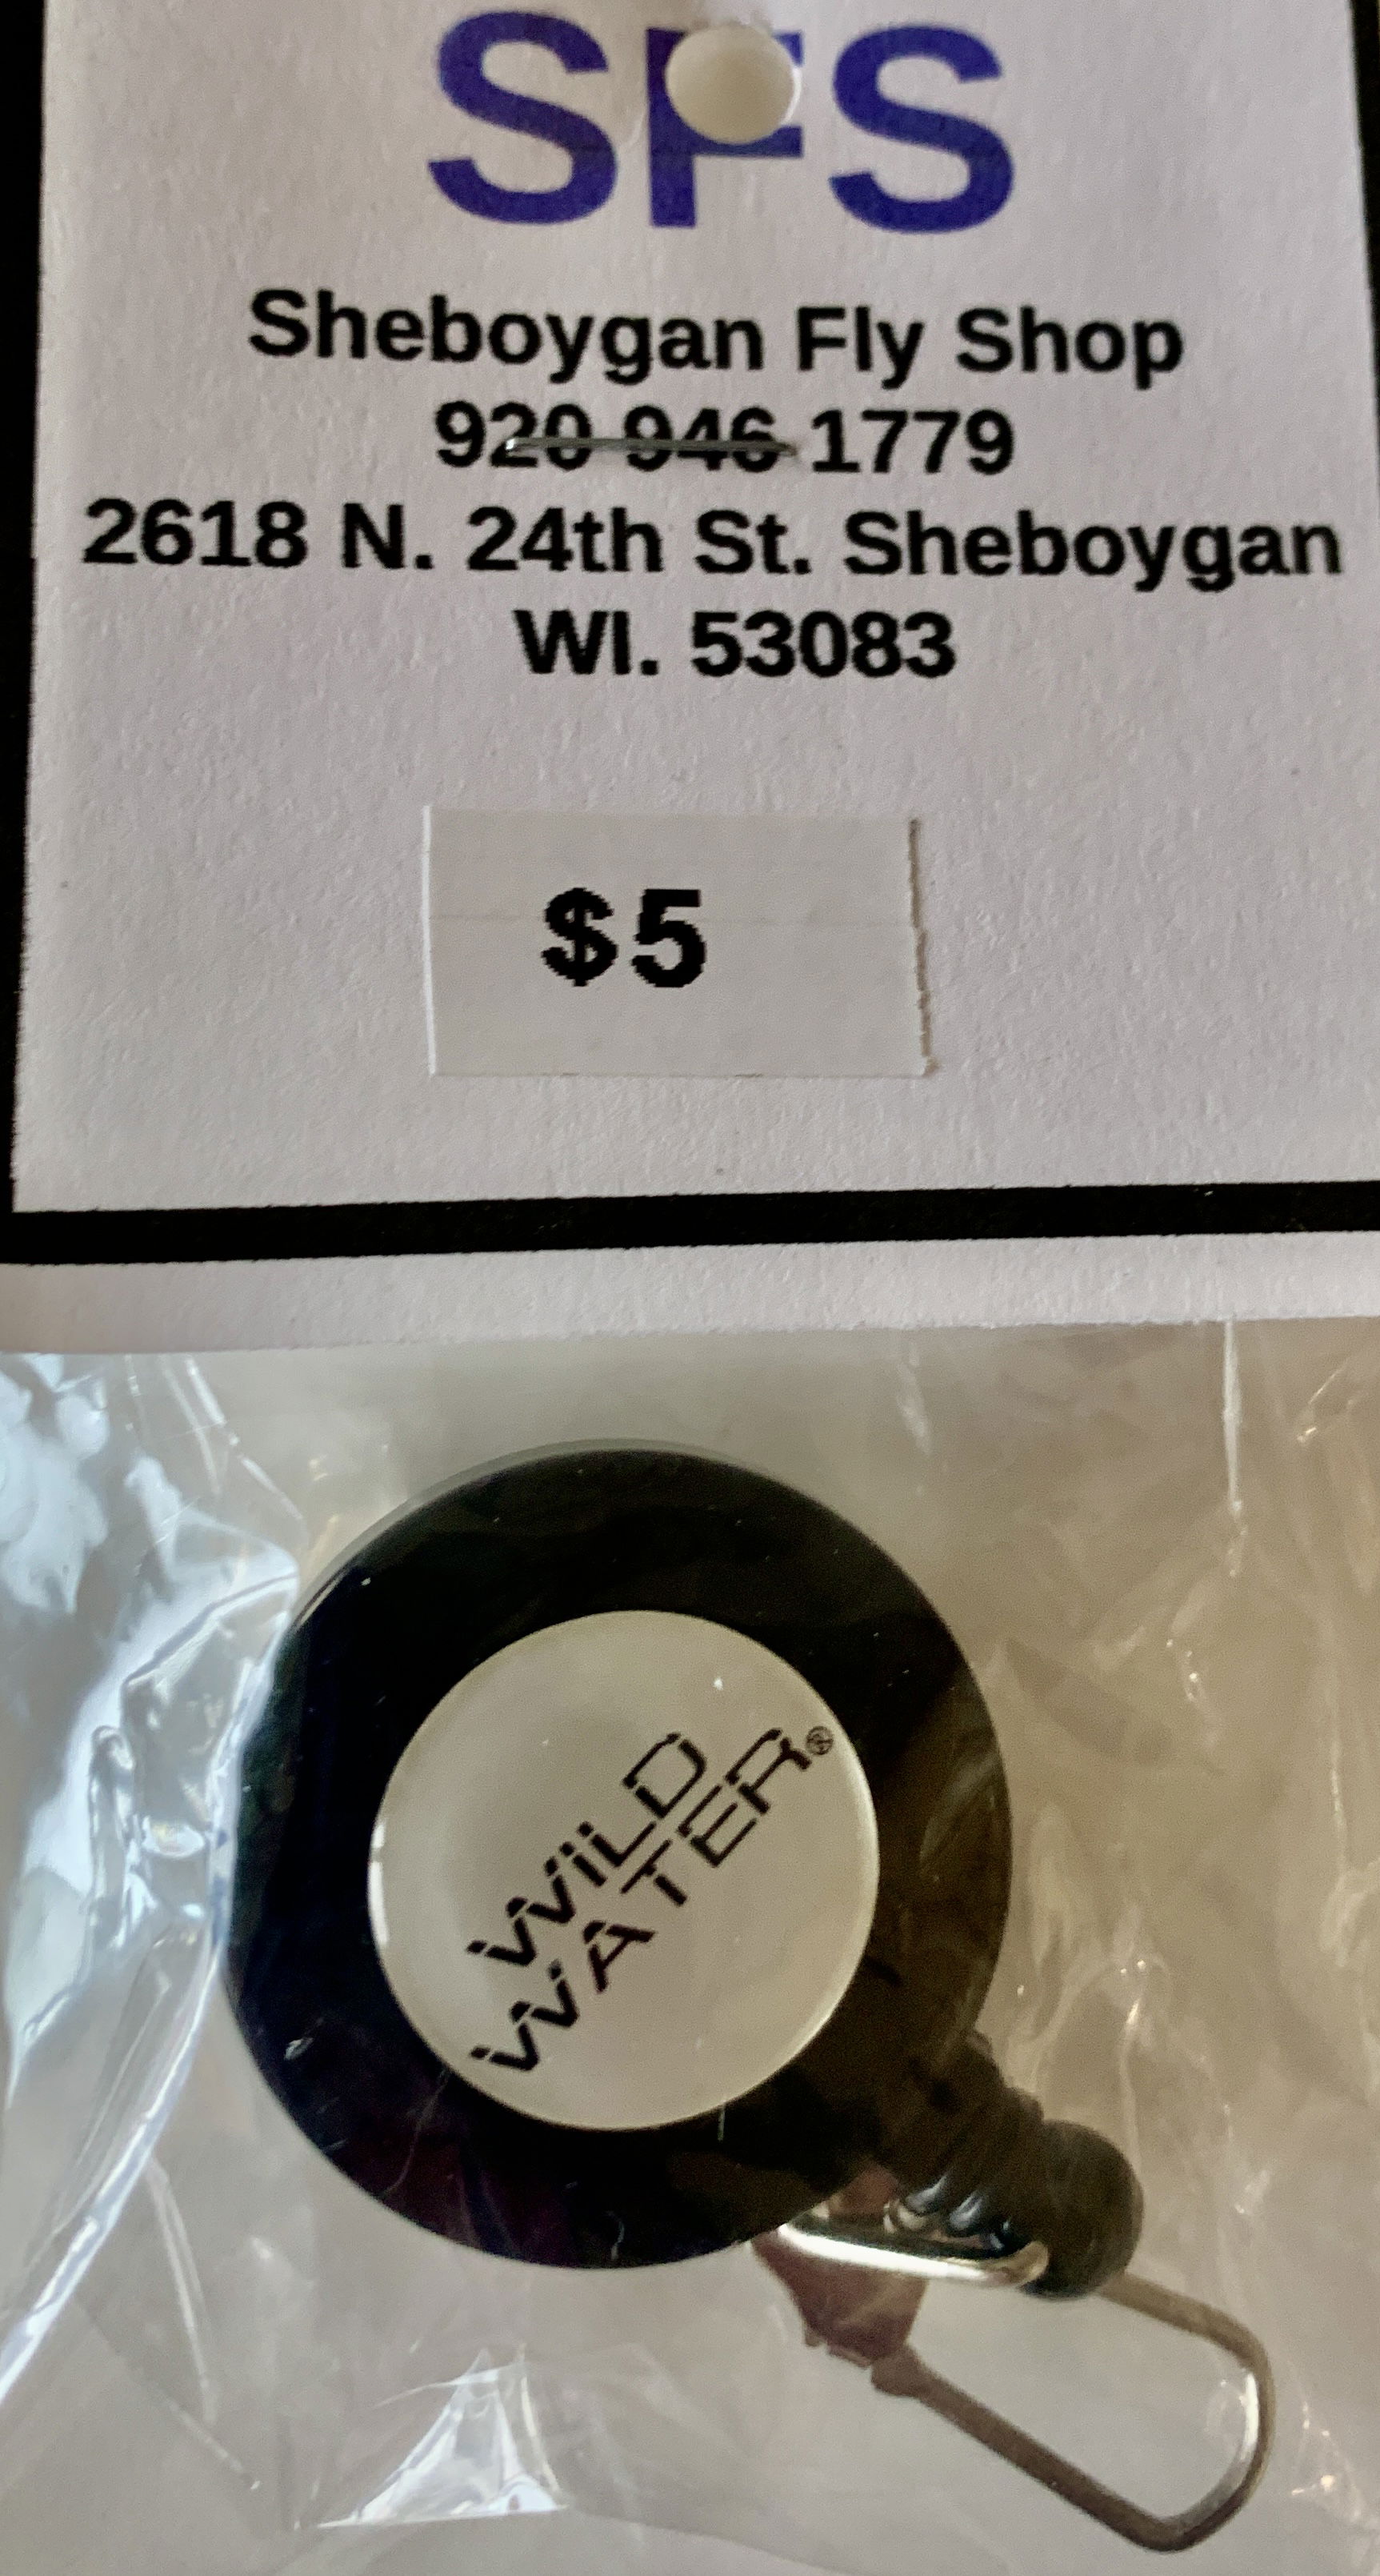 SFS
Sheboygan Fly Shop
920 946 1779
2618 N. 24th St. Sheboygan
WI. 53083
$5
WILD
WATER®